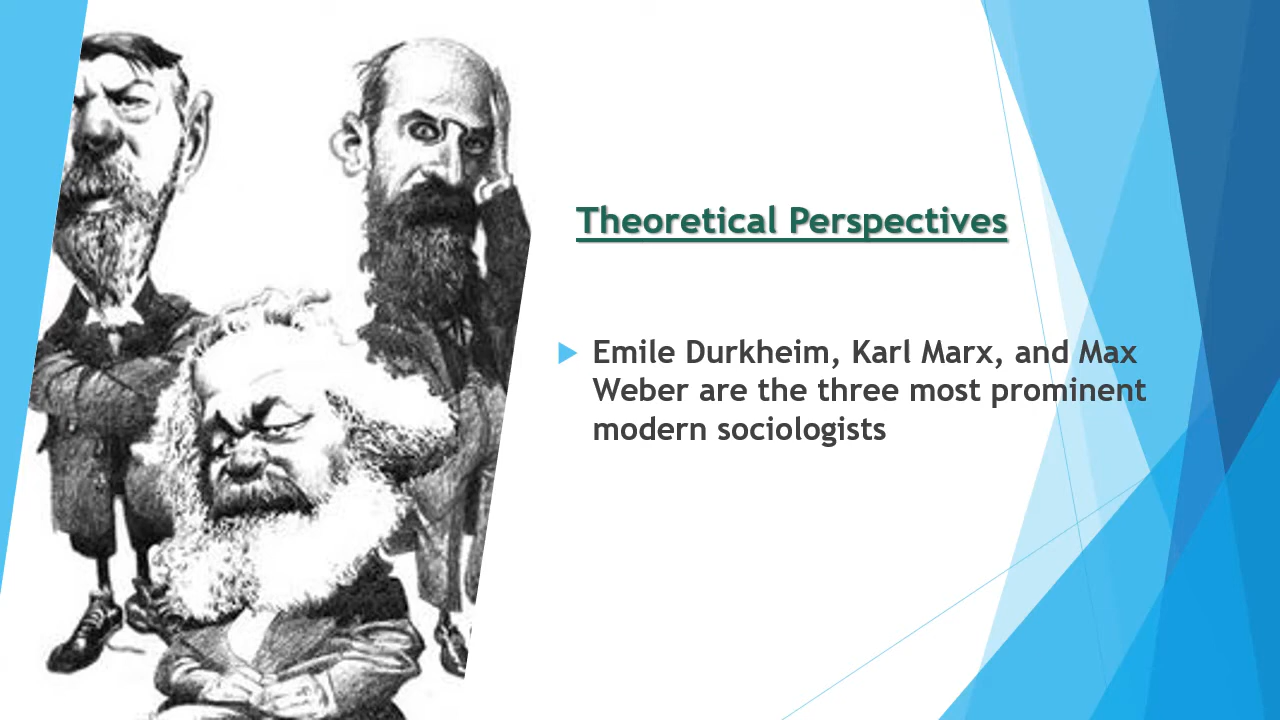 Theoretical Perspectives
Emile Durkheim, Karl Marx, and Max
Weber are the three most prominent
modern sociologists